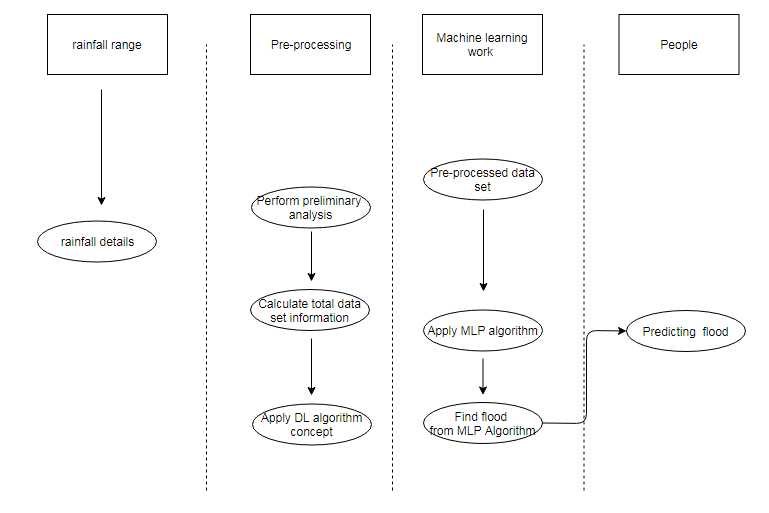 rainfall range
Pre-processing
Machine learning
work
People
rainfall details
Perform preliminary
analysis
Calculate total data
set information
Apply DL algorithm
concept
Pre-processed data
set
Apply MLP algorithm
Find flood
from MLP Algorithm
Predicting flood